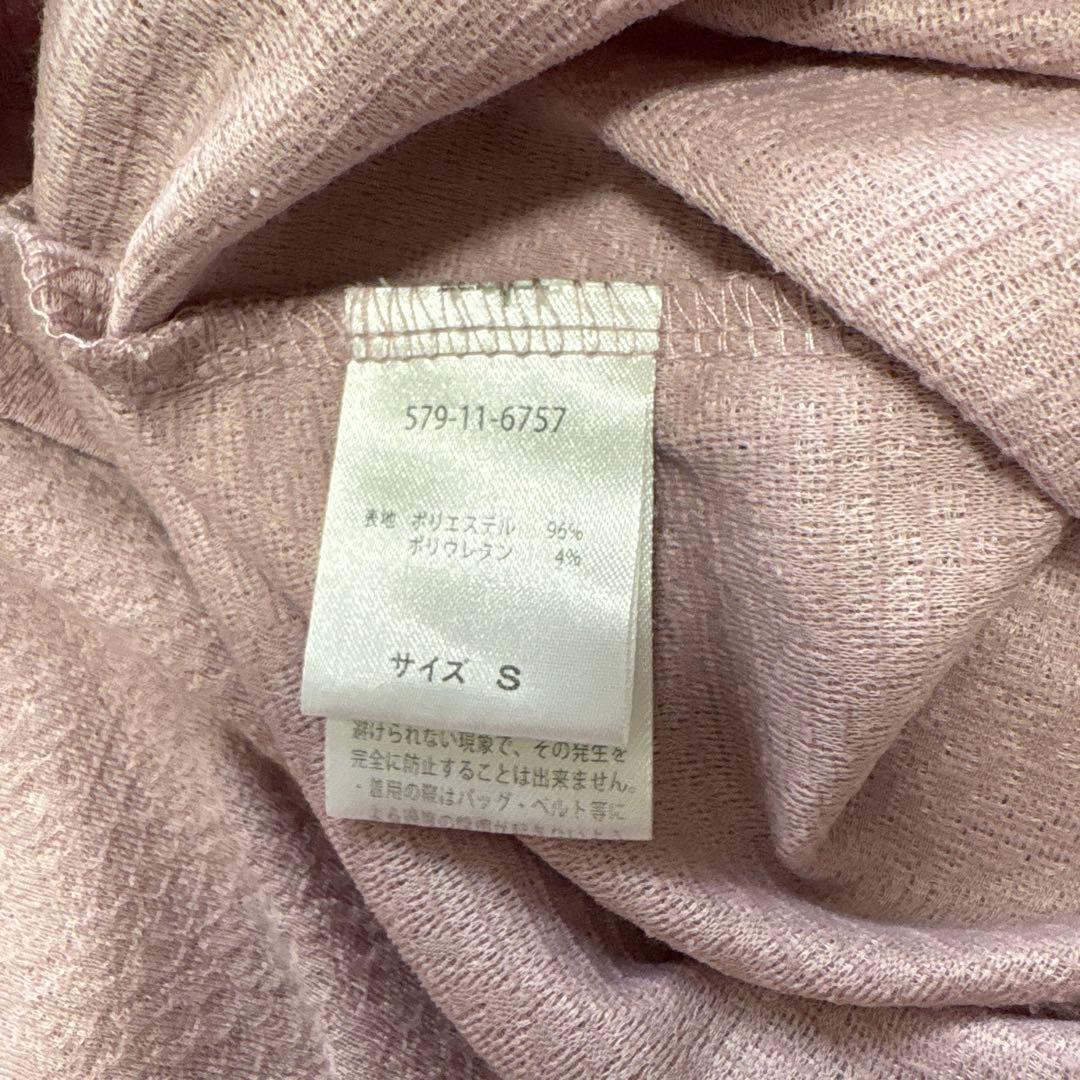 579-11-6757
表地 ポリエステル 96%
ポリウレタン 4%
サイズ S
避けられない現象で、その発生を
完全に防止することは出来ません。
・着用の際はバッグ・ベルト等に